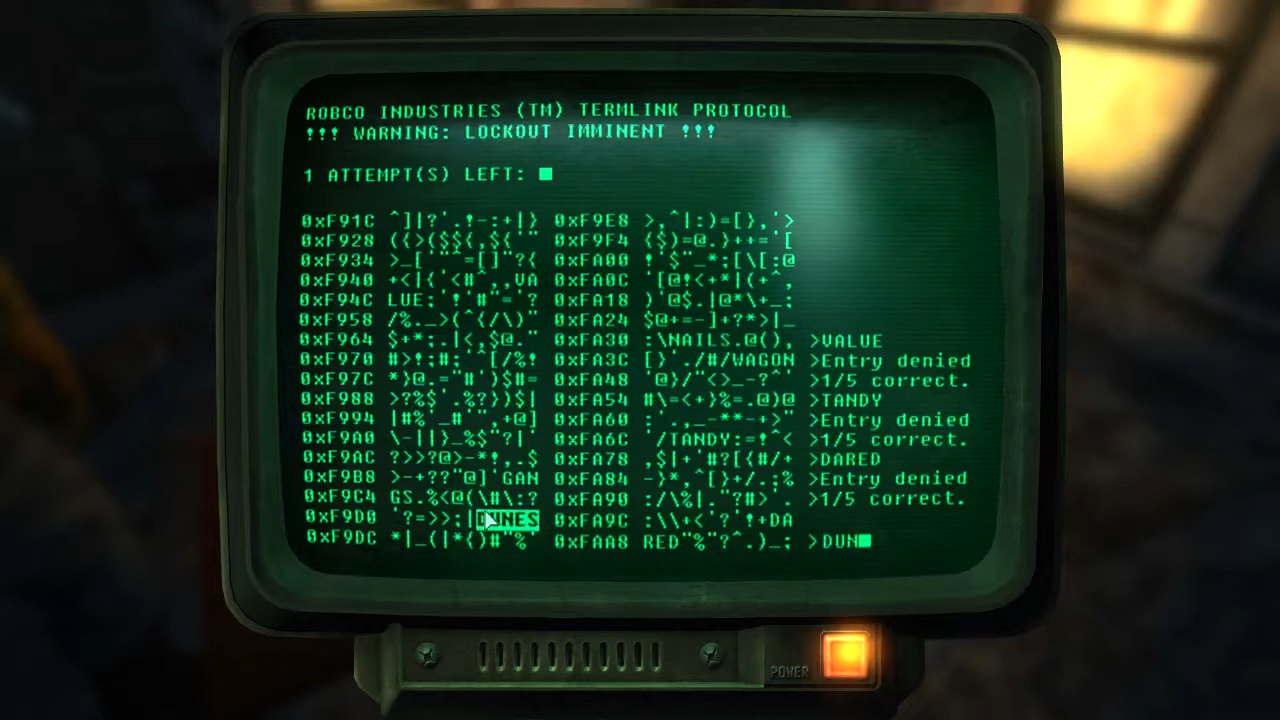 ROBCO INDUSTRIES (TM) TERMLINK PROTOCOL
!!! WARNING: LOCKOUT IMMINENT !!!
1 ATTEMPT(S) LEFT: ■
0xF91C ^]|?'.!-:+|} 0xF9E8 >,^|:)=[},'>
0xF928 ({>($${,${'" 0xF9F4 {$)=@.}++='[
0xF934 >_['"^=[]"?{ 0xFA00 !'$"_*:[\[:@
0xF940 +<|{'<#^,,VA 0xFA0C '[@!<+*|(+^,
0xF94C LUE:'!'#"='? 0xFA18 )'@$.|@*\+_;
0xF958 /%._>(^{/\)" 0xFA24 $@+=-]+?*>|_
0xF964 $+*;.|<,$@." 0xFA30 :\NAILS.@(), >VALUE
0xF970 #>!:#:'^[/%! 0xFA3C [}'./#/WAGON >Entry denied
0xF97C *}@.="#')$#= 0xFA48 '@}/"<>_-?^' >1/5 correct.
0xF988 >?%$'.%?})$| 0xFA54 #\=<+}%=.@)@ >TANDY
0xF994 |#%'_#'",+@] 0xFA60 :'.,_-**-+>" >Entry denied
0xF9A0 \-||}_%$"?|' 0xFA6C '/TANDY:=!^< >1/5 correct.
0xF9AC ?>>?@>-*!,.$ 0xFA78 ,$|+'#?[{#/+ >DARED
0xF9B8 >-+??"@]'GAN 0xFA84 -}*,^[}+/.:% >Entry denied
0xF9C4 GS.%<@(\#\:? 0xFA90 :/\%|."?#>'. >1/5 correct.
0xF9D0 '?=>>;|DUNES 0xFA9C :\\+<'?'!+DA
0xF9DC *|_(|*{)#"%' 0xFAA8 RED"%"?^.)_; >DUN■
POWER